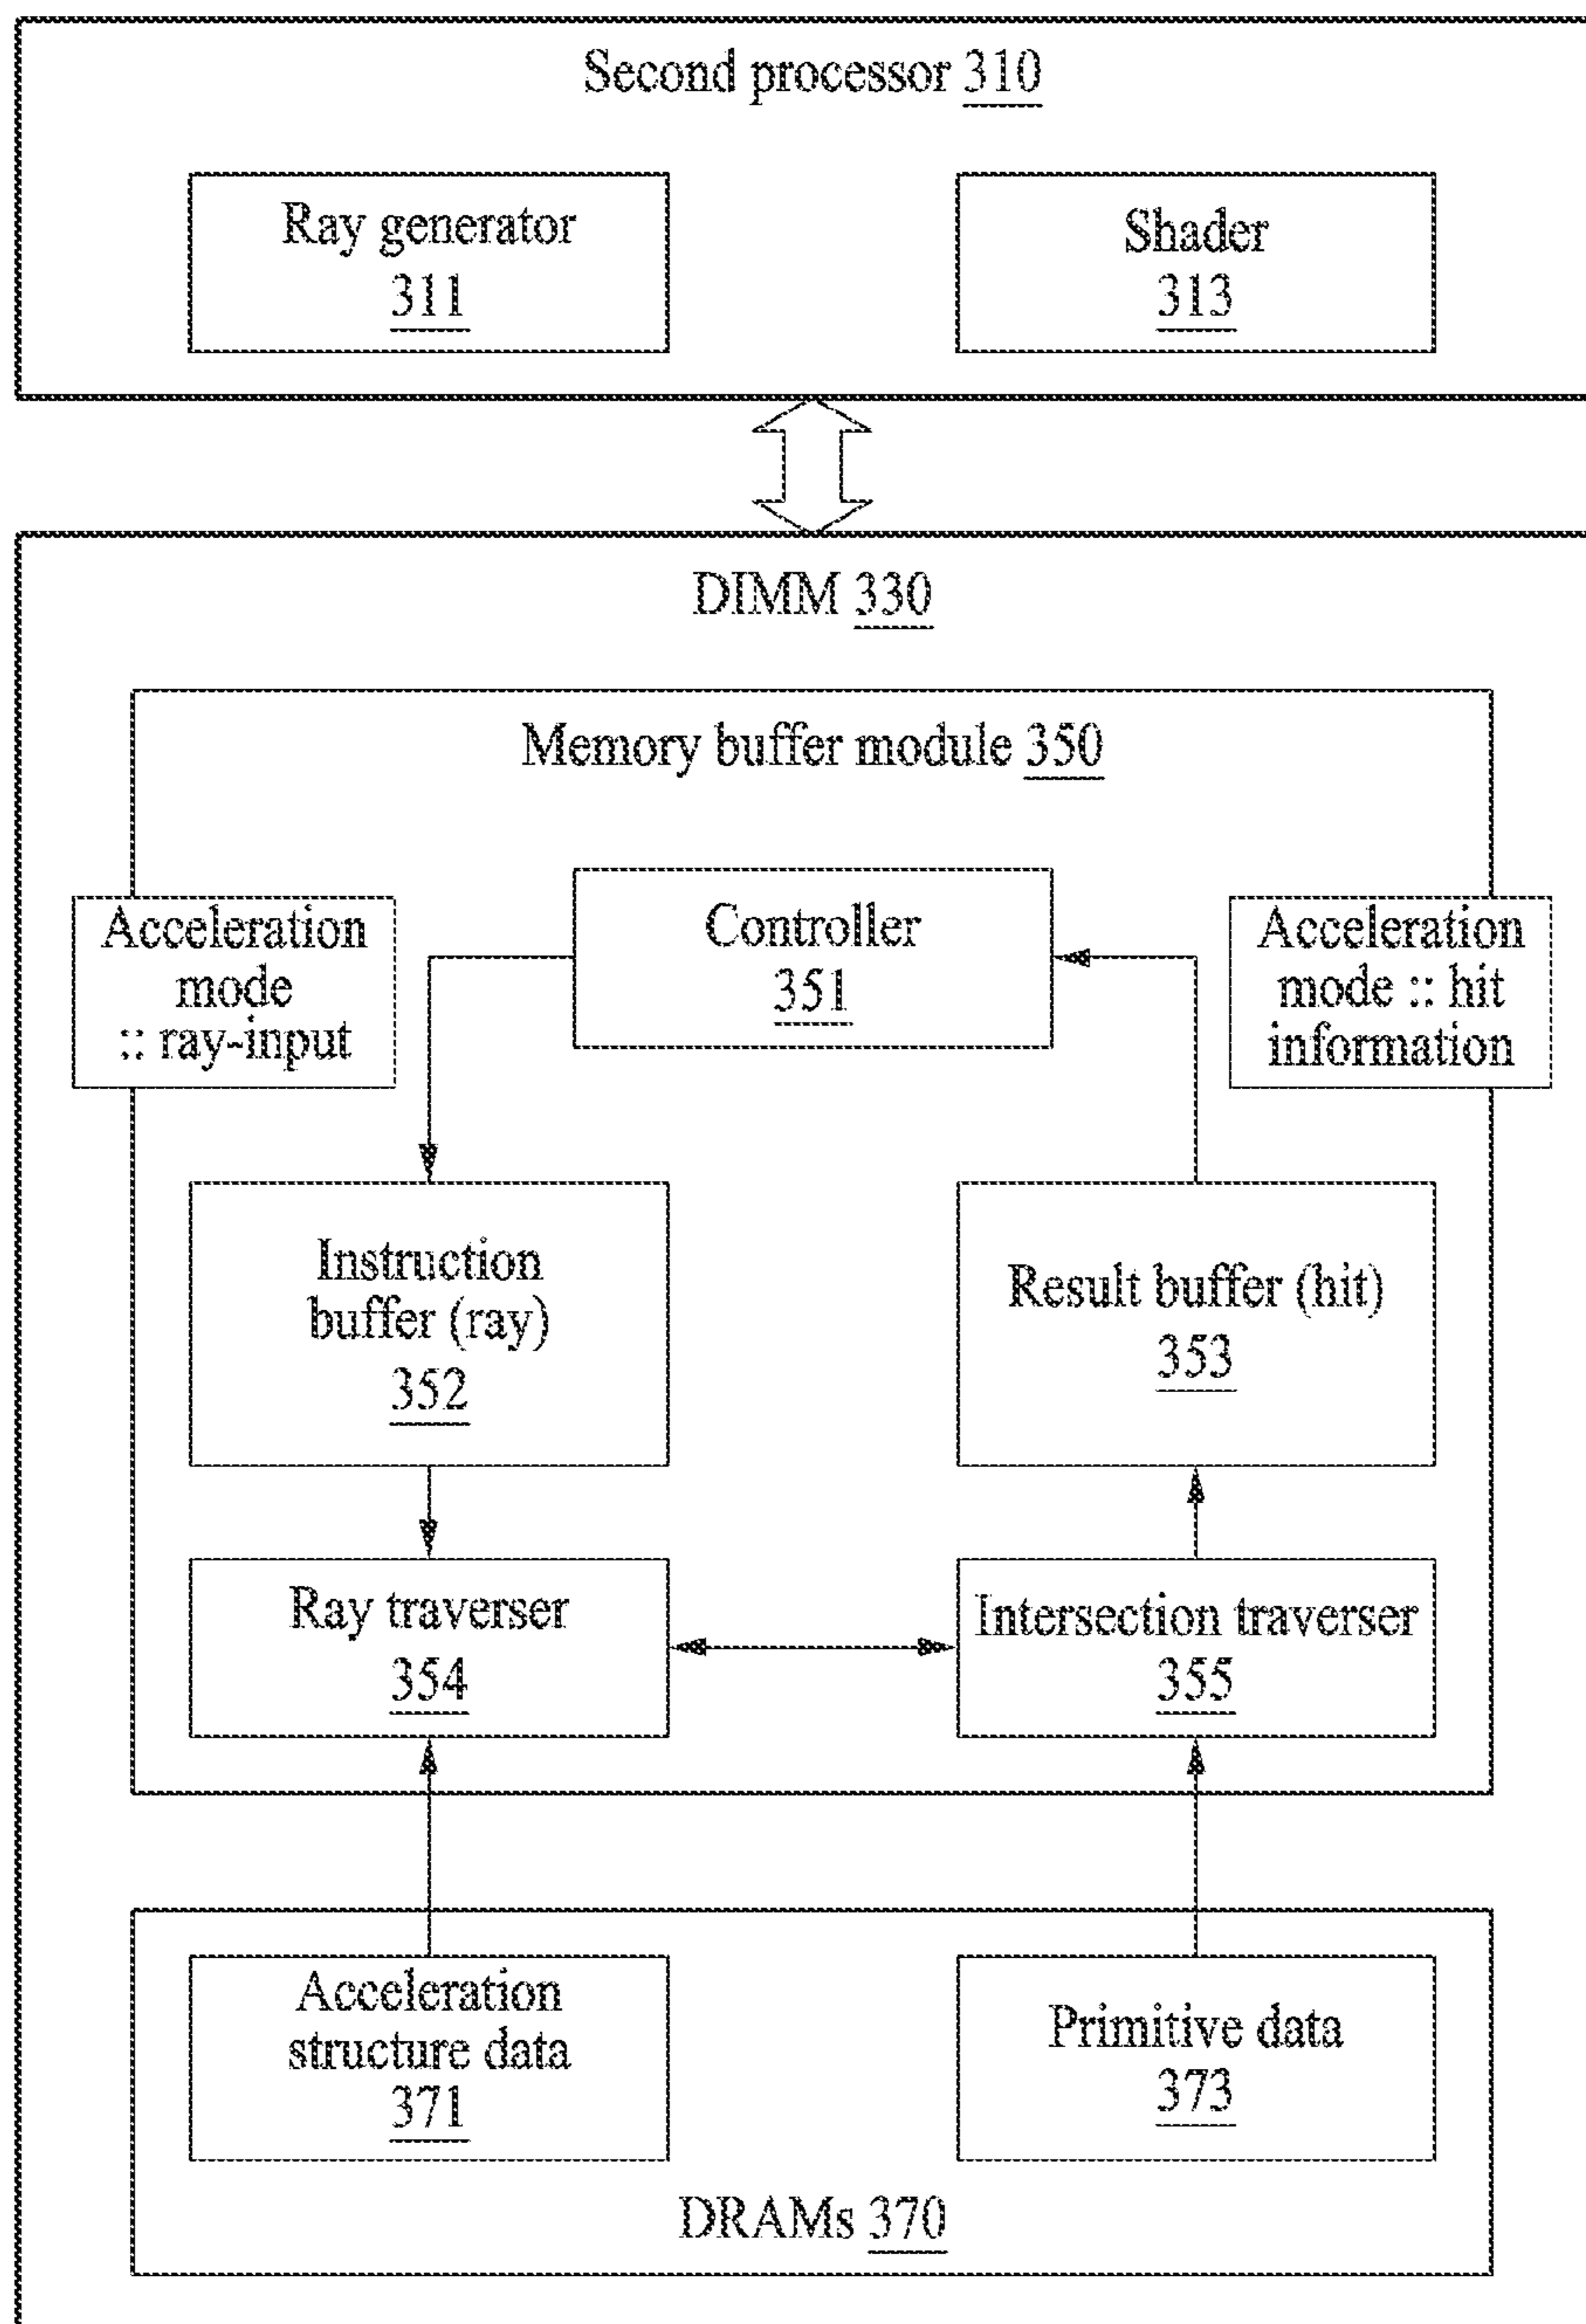 Second processor 310
Ray generator
311
Shader
313
DIMM 330
Memory buffer module 350
Acceleration
mode
:: ray-input
Controller
351
Acceleration
mode :: hit
information
Instruction
buffer (ray)
352
Result buffer (hit)
353
Ray traverser
354
Intersection traverser
355
Acceleration
structure data
371
Primitive data
373
DRAMs 370